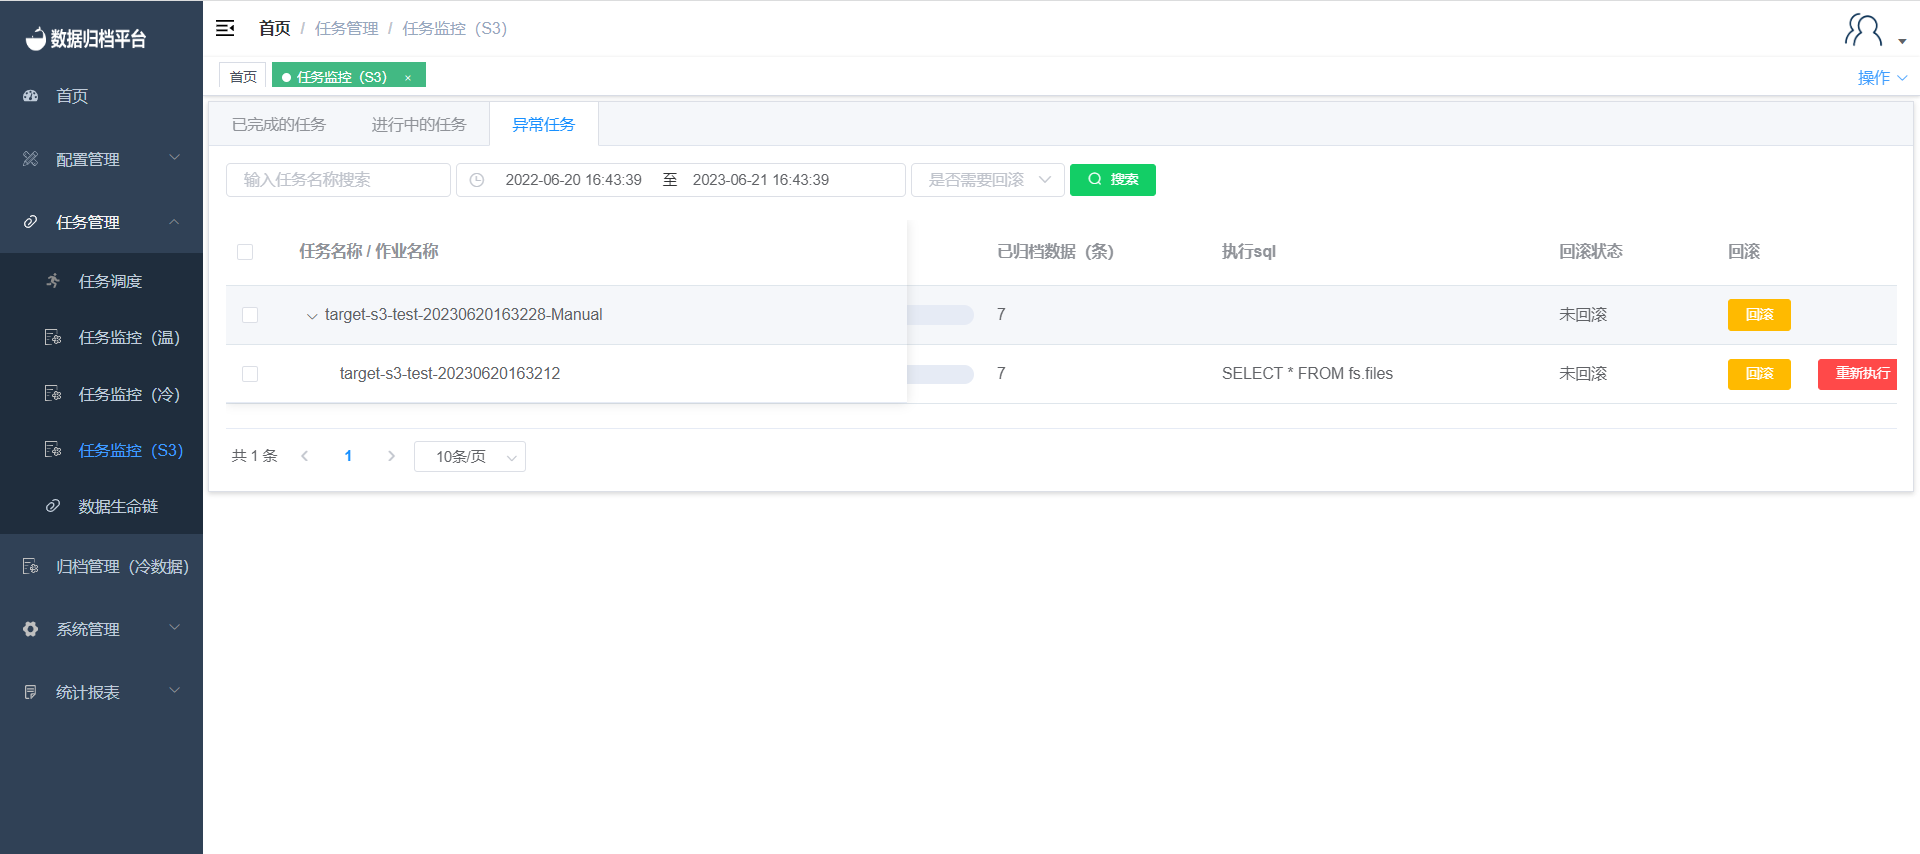 数据归档平台
首页
配置管理
任务管理
任务调度
任务监控（温）
任务监控（冷）
任务监控（S3）
数据生命链
归档管理（冷数据）
系统管理
统计报表
首页 / 任务管理 / 任务监控（S3）
首页 任务监控（S3） ×
操作
已完成的任务 进行中的任务 异常任务
输入任务名称搜索 2022-06-20 16:43:39 至 2023-06-21 16:43:39 是否需要回滚 搜索
任务名称 / 作业名称 已归档数据（条） 执行sql 回滚状态 回滚
target-s3-test-20230620163228-Manual 7 未回滚 回滚
target-s3-test-20230620163212 7 SELECT * FROM fs.files 未回滚 回滚 重新执行
共 1 条 1 10条/页